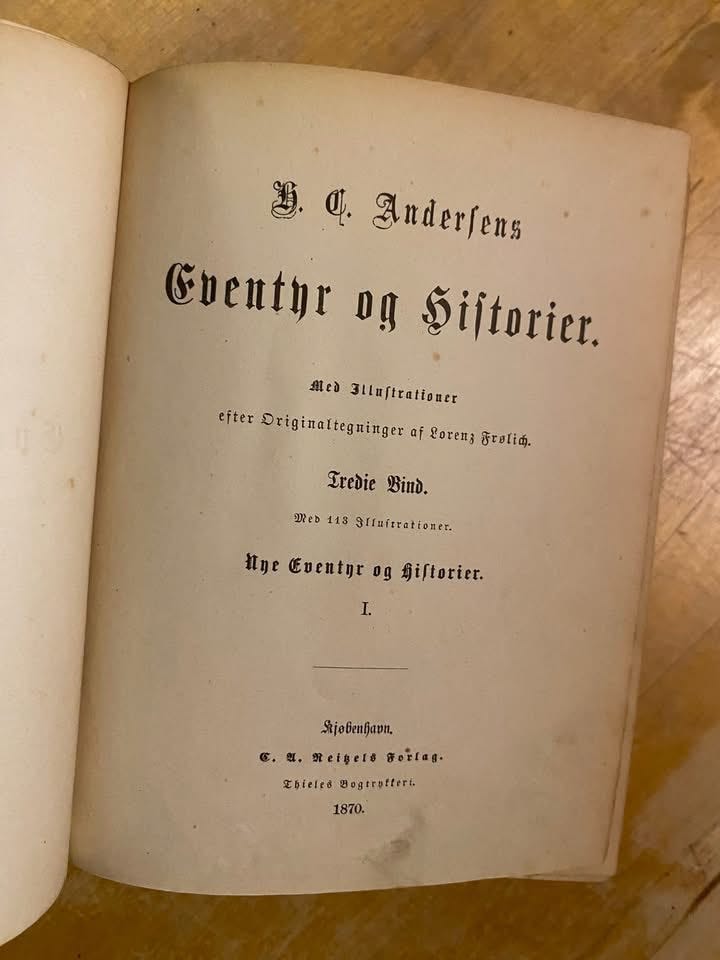 H. C. Andersens
Eventyr og Historier.
Med Illustrationer
efter Originaltegninger af Lorenz Frølich.
Tredie Bind.
Med 113 Illustrationer.
Nye Eventyr og Historier.
I.
Kjøbenhavn.
C. A. Reitzels Forlag.
Thieles Bogtrykkeri.
1870.